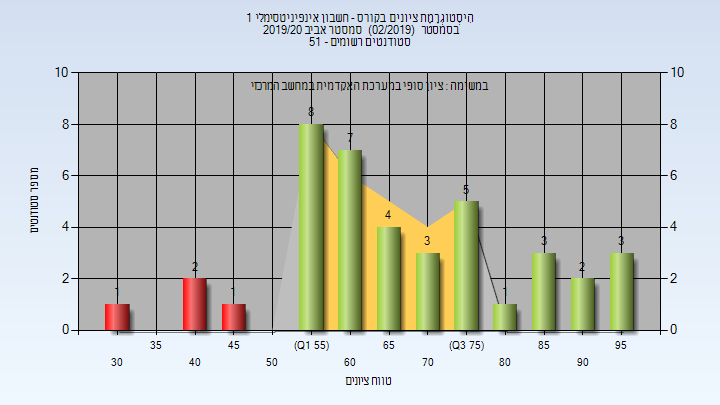 היסטוגרמת ציונים בקורס - חשבון אינפיניטסימלי 1
בסמסטר (02/2019) סמסטר אביב 2019/20
סטודנטים רשומים - 51
במשימה : ציון סופי במערכת האקדמית במחשב המרכזי
מספר סטודנטים
10 8 6 4 2 0
10 8 6 4 2 0
1 2 1 8 7 4 3 5 1 3 2 3
35 45 (Q1 55) 65 (Q3 75) 85 95
30 40 50 60 70 80 90
טווח ציונים